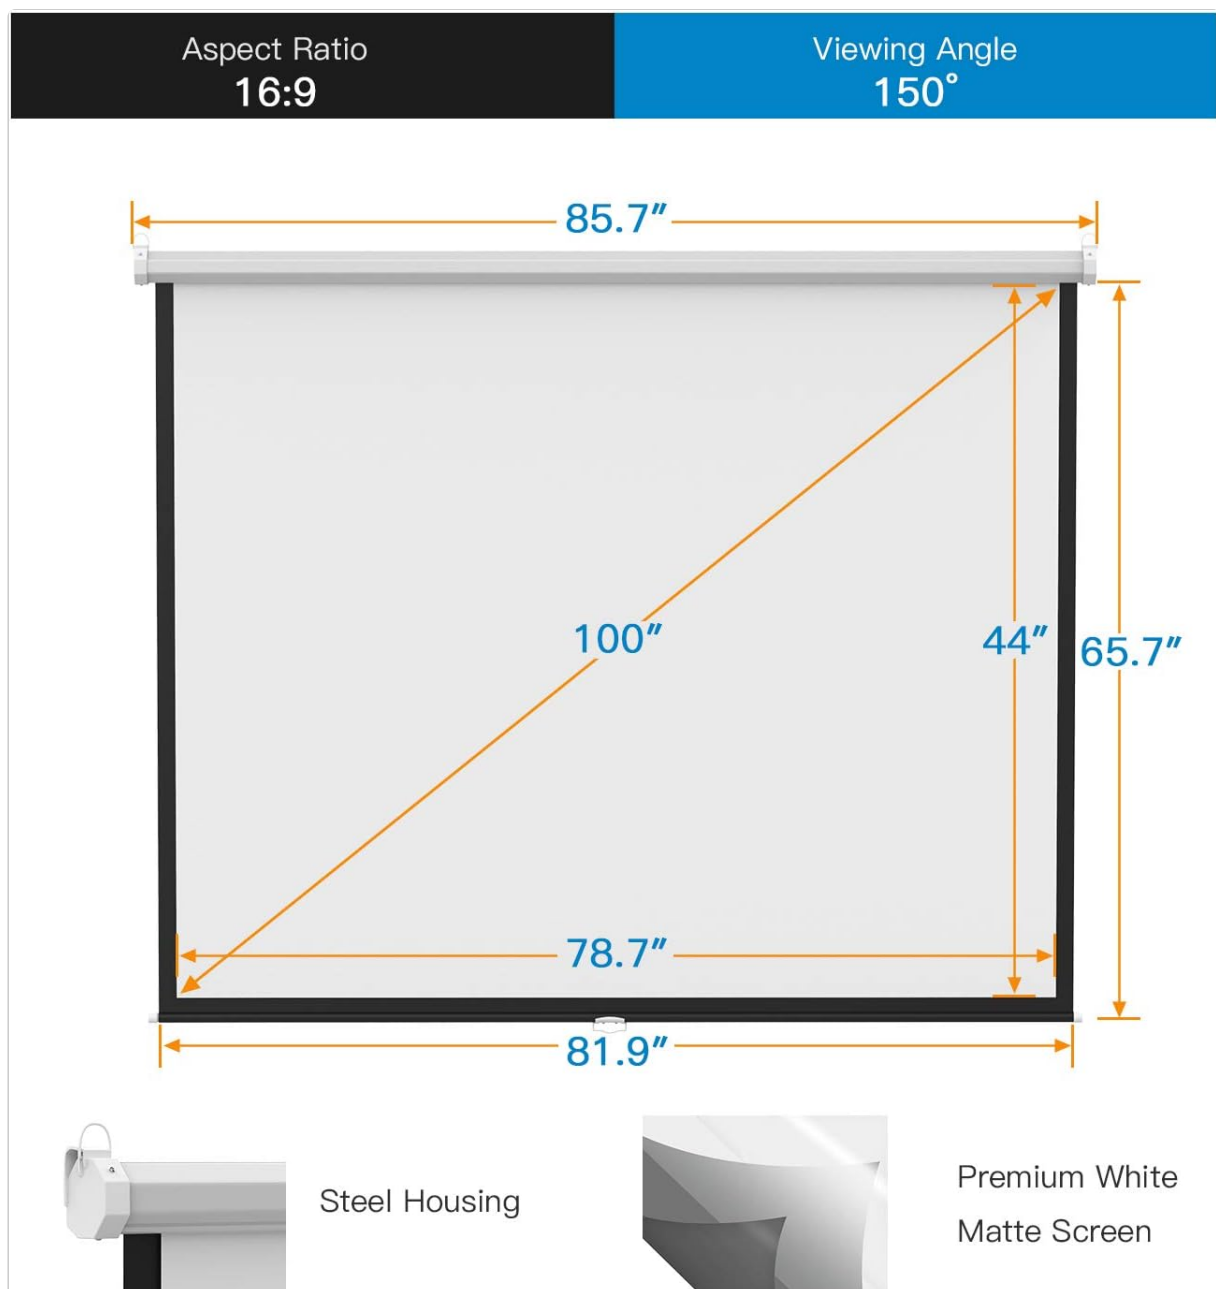 Aspect Ratio
16:9
Viewing Angle
150°
85.7"
100"
44"
65.7"
78.7"
81.9"
Steel Housing
Premium White
Matte Screen